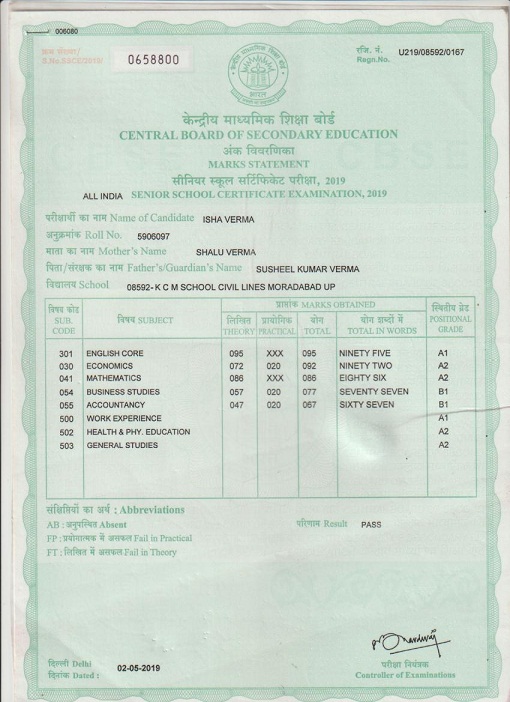 006080
0658800
रजि. नं. U219/08592/0167
Regn.No.
भारत
केन्द्रीय माध्यमिक शिक्षा बोर्ड
CENTRAL BOARD OF SECONDARY EDUCATION
अंक विवरणिका
MARKS STATEMENT
सीनियर स्कूल सर्टिफिकेट परीक्षा, 2019
ALL INDIA SENIOR SCHOOL CERTIFICATE EXAMINATION, 2019
परीक्षार्थी का नाम Name of Candidate ISHA VERMA
अनुक्रमांक Roll No. 5906097
माता का नाम Mother's Name SHALU VERMA
पिता/संरक्षक का नाम Father's/Guardian's Name SUSHEEL KUMAR VERMA
विद्यालय School 08592- K C M SCHOOL CIVIL LINES MORADABAD UP
विषय कोड SUB. CODE विषय SUBJECT प्राप्तांक MARKS OBTAINED स्थितीय ग्रेड POSITIONAL GRADE
लिखित THEORY प्रायोगिक PRACTICAL योग TOTAL योग शब्दों में TOTAL IN WORDS
301 ENGLISH CORE 095 XXX 095 NINETY FIVE A1
030 ECONOMICS 072 020 092 NINETY TWO A2
041 MATHEMATICS 086 XXX 086 EIGHTY SIX A2
054 BUSINESS STUDIES 057 020 077 SEVENTY SEVEN B1
055 ACCOUNTANCY 047 020 067 SIXTY SEVEN B1
500 WORK EXPERIENCE A1
502 HEALTH & PHY. EDUCATION A2
503 GENERAL STUDIES A2
संक्षिप्तियों का अर्थ : Abbreviations
AB : अनुपस्थित Absent परिणाम Result PASS
FP : प्रयोगात्मक में असफल Fail in Practical
FT : लिखित में असफल Fail in Theory
दिल्ली Delhi
दिनांक Dated : 02-05-2019
परीक्षा नियंत्रक
Controller of Examinations